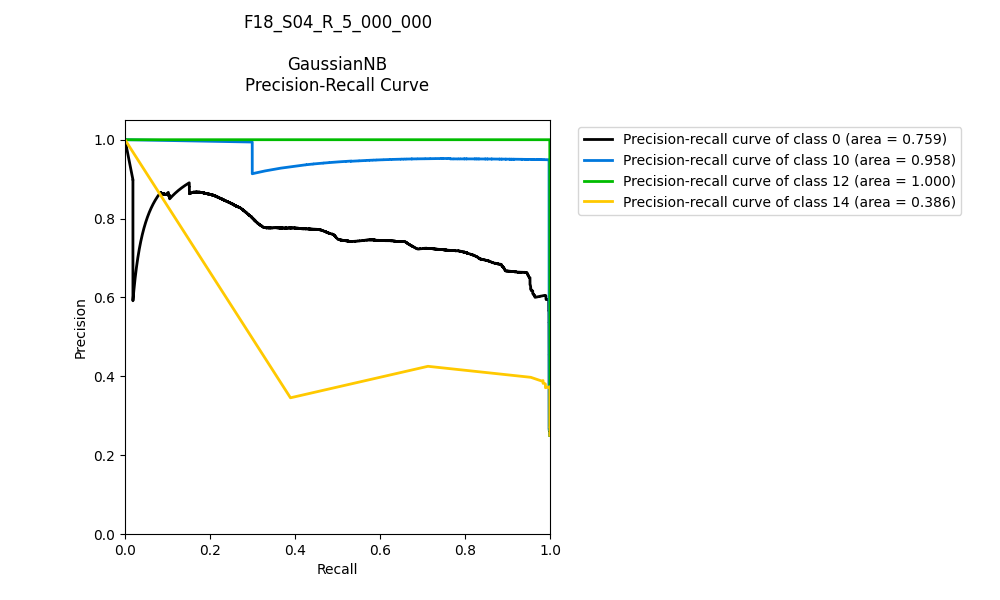 F18_S04_R_5_000_000
GaussianNB
Precision-Recall Curve
Precision-recall curve of class 0 (area = 0.759)
Precision-recall curve of class 10 (area = 0.958)
Precision-recall curve of class 12 (area = 1.000)
Precision-recall curve of class 14 (area = 0.386)
Precision
1.0
0.8
0.6
0.4
0.2
0.0
0.0 0.2 0.4 0.6 0.8 1.0
Recall